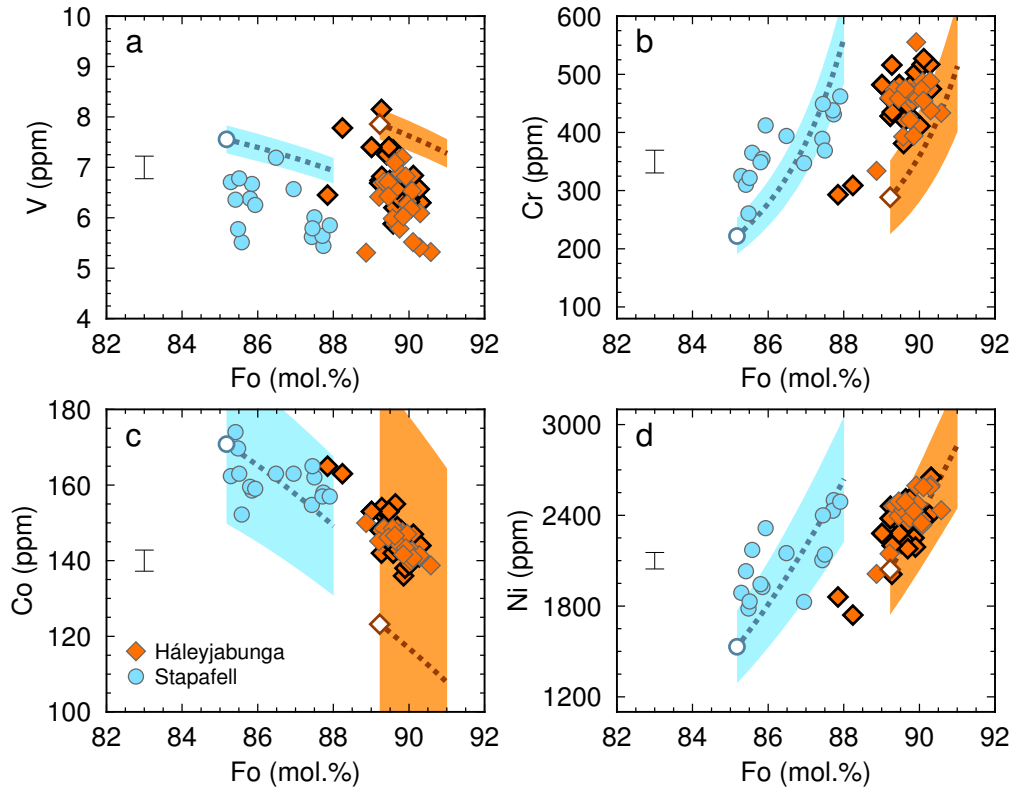 a
V (ppm)
10
9
8
7
6
5
4
82 84 86 88 90 92
Fo (mol.%)
b
Cr (ppm)
600
500
400
300
200
100
82 84 86 88 90 92
Fo (mol.%)
c
Co (ppm)
180
160
140
120
100
Háleyjabunga
Stapafell
82 84 86 88 90 92
Fo (mol.%)
d
Ni (ppm)
3000
2400
1800
1200
82 84 86 88 90 92
Fo (mol.%)